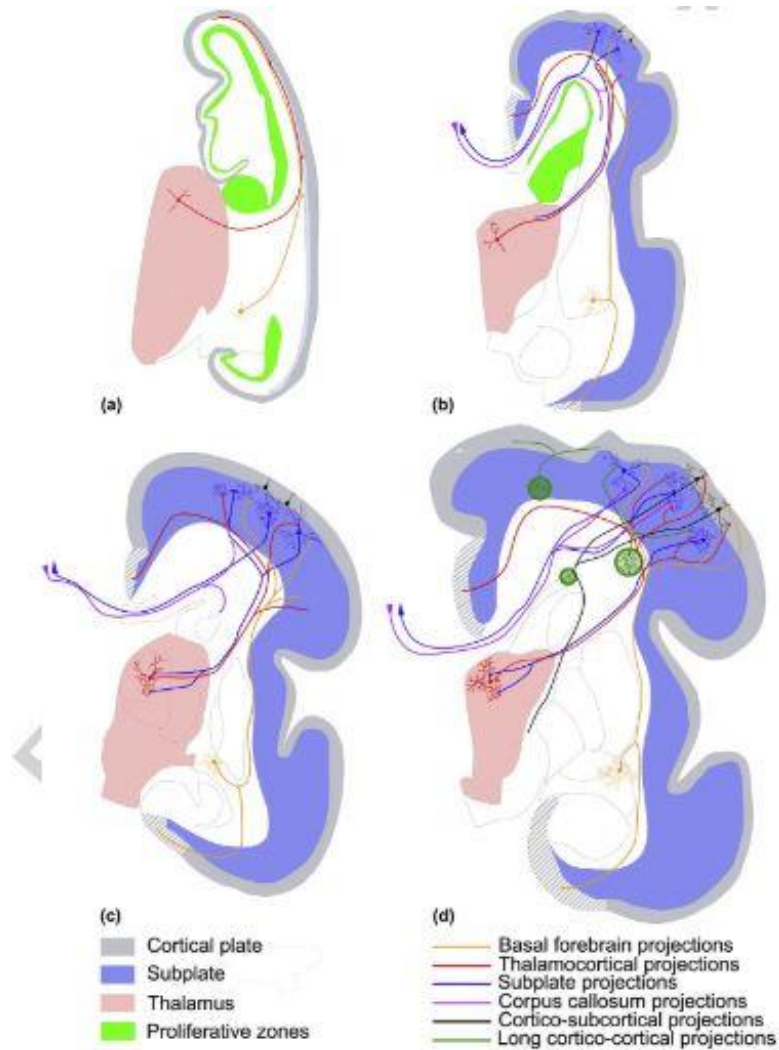 (a)
(b)
(c)
(d)
Cortical plate
Subplate
Thalamus
Proliferative zones
Basal forebrain projections
Thalamocortical projections
Subplate projections
Corpus callosum projections
Cortico-subcortical projections
Long cortico-cortical projections